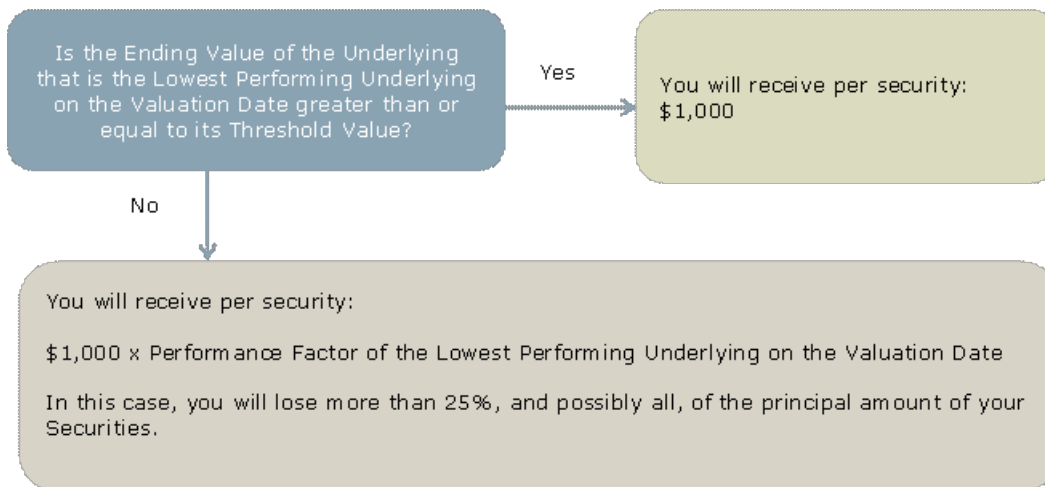 Is the Ending Value of the Underlying
that is the Lowest Performing Underlying
on the Valuation Date greater than or
equal to its Threshold Value?
Yes
You will receive per security:
$1,000
No
You will receive per security:
$1,000 x Performance Factor of the Lowest Performing Underlying on the Valuation Date
In this case, you will lose more than 25%, and possibly all, of the principal amount of your
Securities.